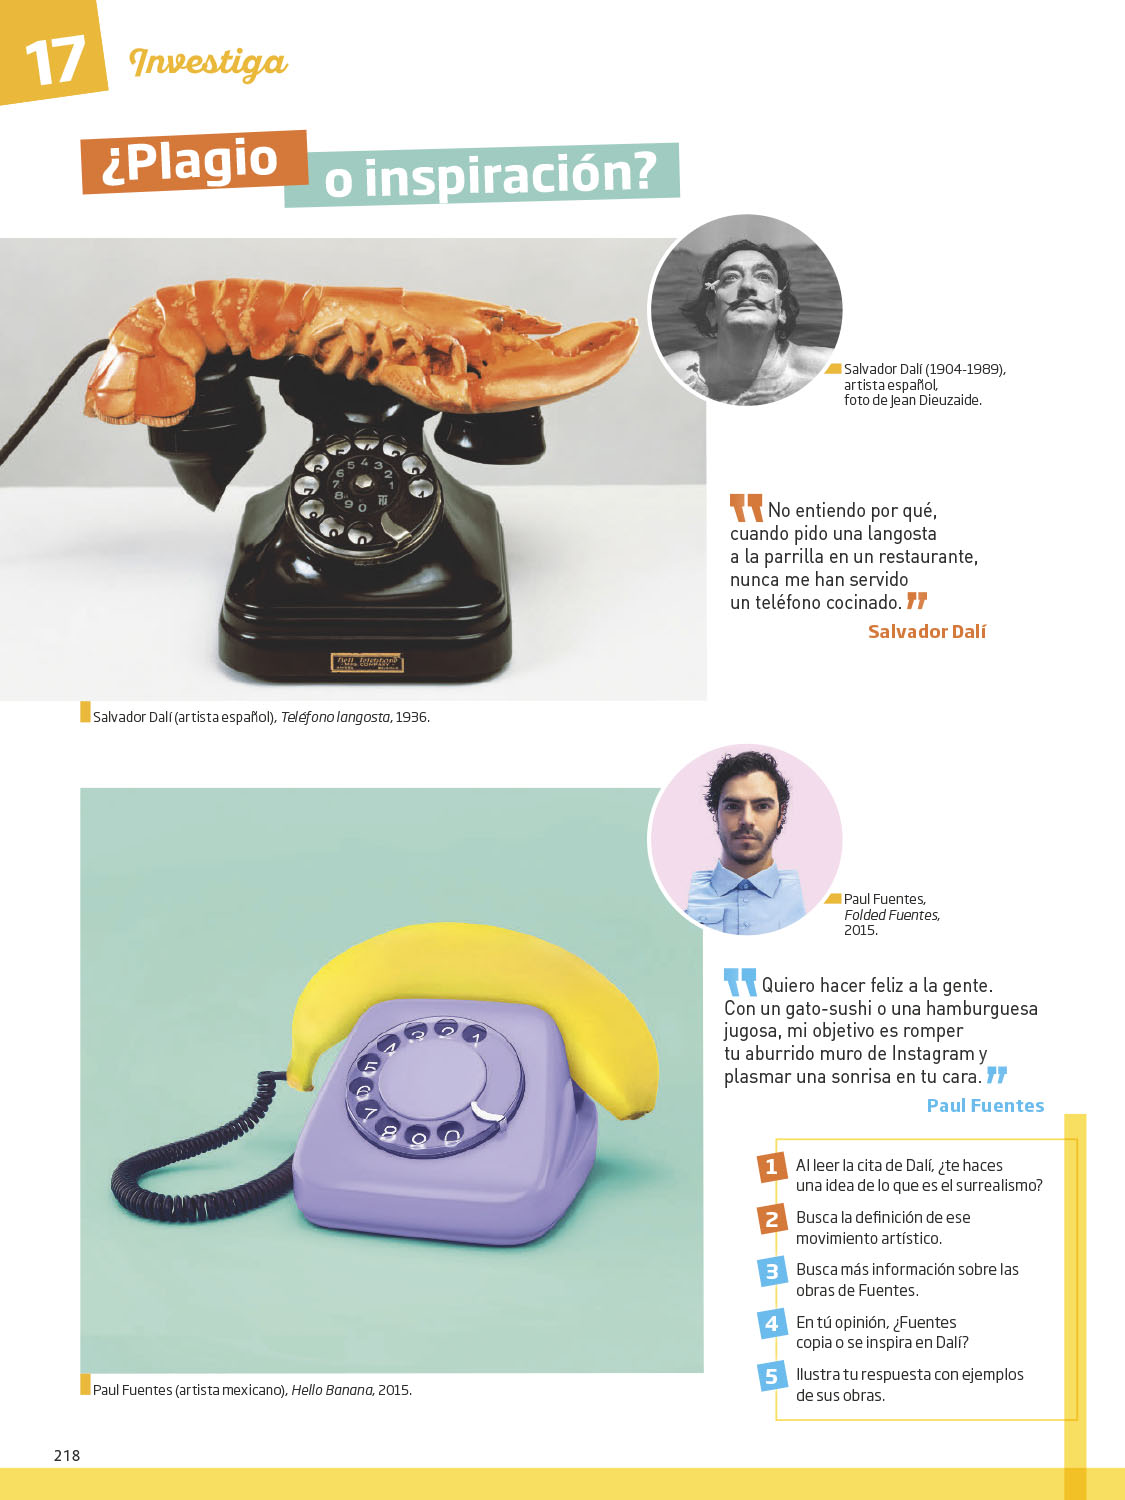 17
Investiga
¿Plagio
o inspiración?
Salvador Dalí (1904-1989),
artista español,
foto de Jean Dieuzaide.
No entiendo por qué,
cuando pido una langosta
a la parrilla en un restaurante,
nunca me han servido
un teléfono cocinado.
Salvador Dalí
Salvador Dalí (artista español), Teléfono langosta, 1936.
Paul Fuentes,
Folded Fuentes,
2015.
Quiero hacer feliz a la gente.
Con un gato-sushi o una hamburguesa
jugosa, mi objetivo es romper
tu aburrido muro de Instagram y
plasmar una sonrisa en tu cara.
Paul Fuentes
1 Al leer la cita de Dalí, ¿te haces
una idea de lo que es el surrealismo?
2 Busca la definición de ese
movimiento artístico.
3 Busca más información sobre las
obras de Fuentes.
4 En tú opinión, ¿Fuentes
copia o se inspira en Dalí?
5 Ilustra tu respuesta con ejemplos
de sus obras.
Paul Fuentes (artista mexicano), Hello Banana, 2015.
218